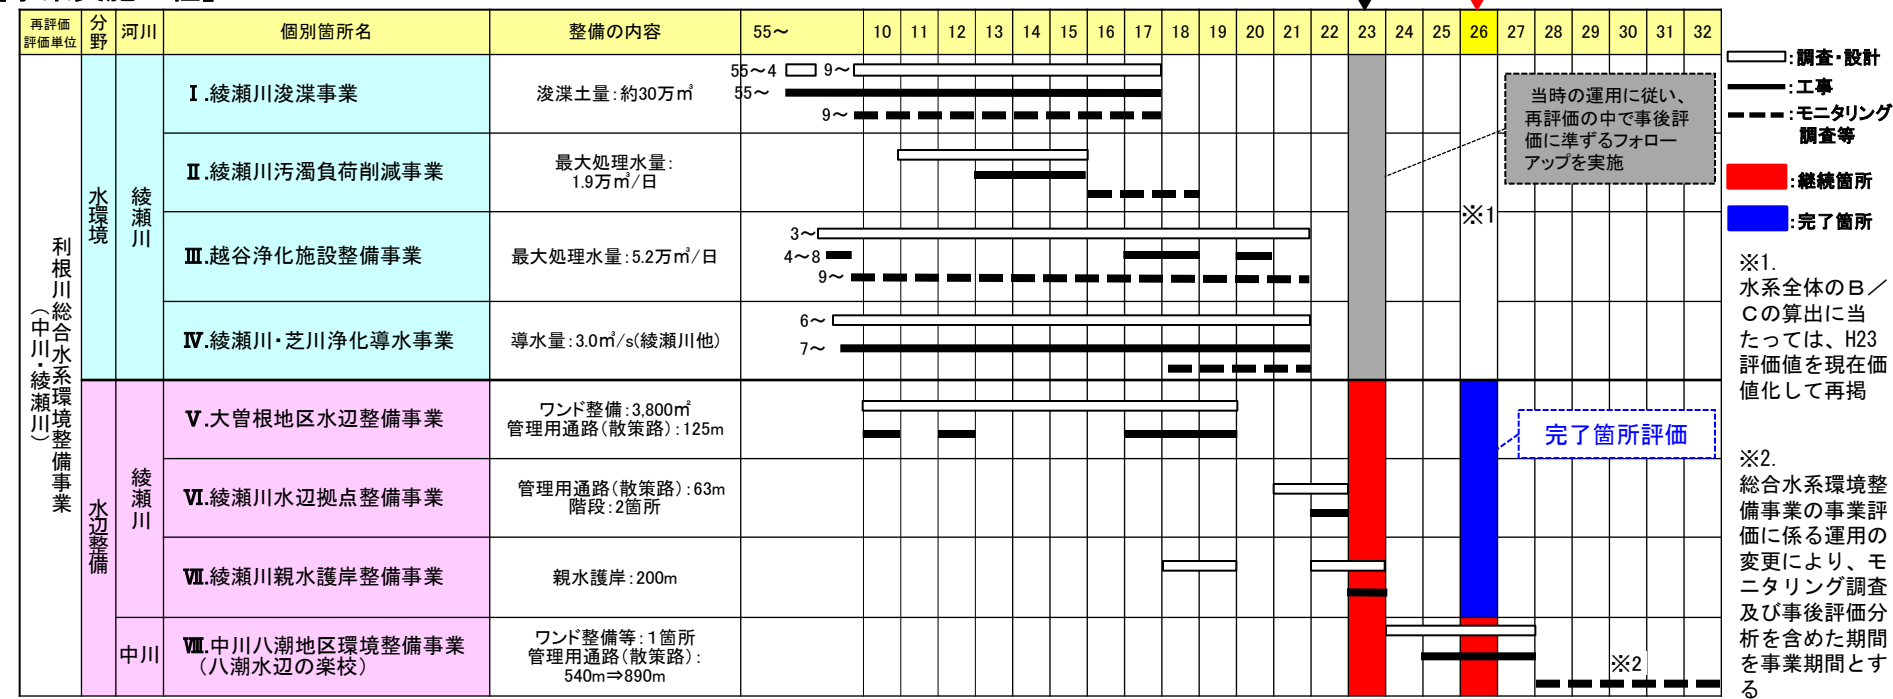 再評価
評価単位
分野
河川
個別箇所名
整備の内容
55～
10 11 12 13 14 15 16 17 18 19 20 21 22 23 24 25 26 27 28 29 30 31 32
利根川総合水系環境整備事業
（中川・綾瀬川）
水環境
綾瀬川
Ⅰ.綾瀬川浚渫事業
浚渫土量：約30万㎥
55～4
9～
55～
9～
Ⅱ.綾瀬川汚濁負荷削減事業
最大処理水量：
1.9万㎥/日
Ⅲ.越谷浄化施設整備事業
最大処理水量：5.2万㎥/日
3～
4～8
9～
Ⅳ.綾瀬川・芝川浄化導水事業
導水量：3.0㎥/s(綾瀬川他)
6～
7～
水辺整備
綾瀬川
Ⅴ.大曽根地区水辺整備事業
ワンド整備：3,800㎡
管理用通路（散策路）：125m
Ⅵ.綾瀬川水辺拠点整備事業
管理用通路（散策路）：63m
階段：2箇所
Ⅶ.綾瀬川親水護岸整備事業
親水護岸：200m
中川
Ⅷ.中川八潮地区環境整備事業
（八潮水辺の楽校）
ワンド整備等：1箇所
管理用通路（散策路）：
540m⇒890m
当時の運用に従い、
再評価の中で事後評
価に準ずるフォロー
アップを実施
※1
完了箇所評価
※2
：調査・設計
：工事
：モニタリング
調査等
：継続箇所
：完了箇所
※1.
水系全体のＢ／
Ｃの算出に当
たっては、H23
評価値を現在価
値化して再掲
※2.
総合水系環境整
備事業の事業評
価に係る運用の
変更により、モ
ニタリング調査
及び事後評価分
析を含めた期間
を事業期間とす
る